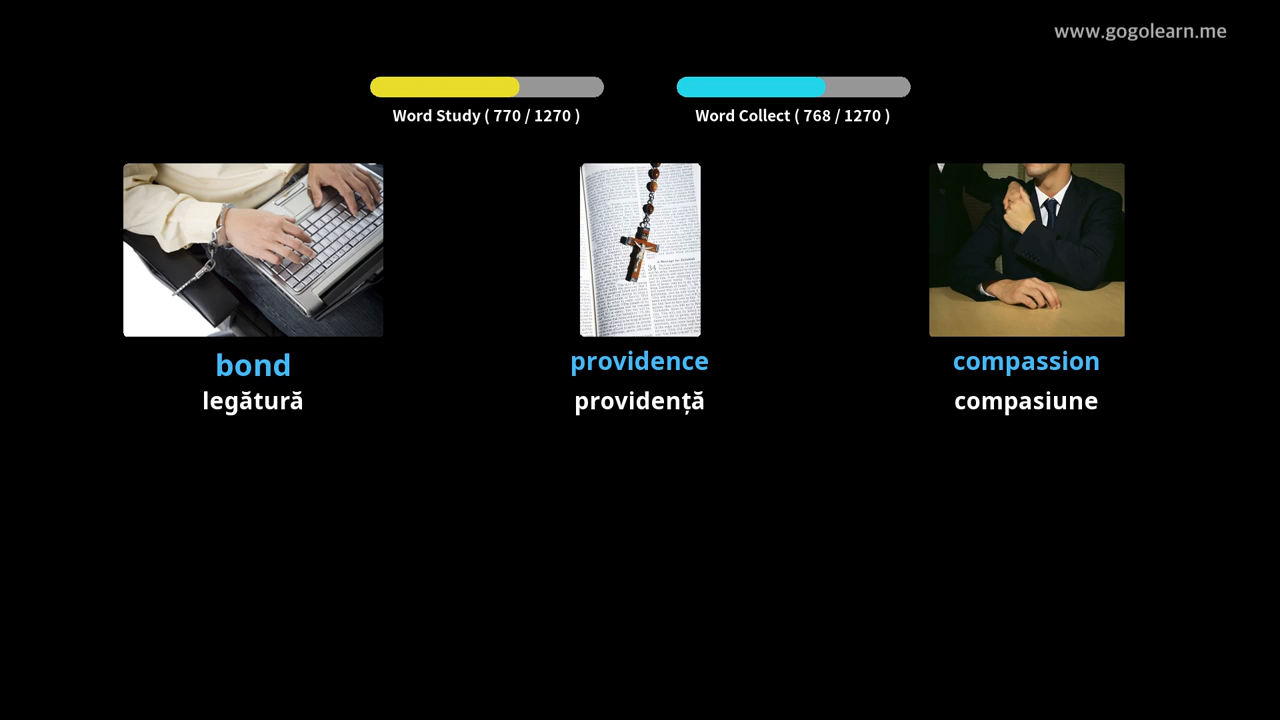 www.gogolearn.me
Word Study ( 770 / 1270 )
Word Collect ( 768 / 1270 )
bond
providence
compassion
legătură
providență
compasiune